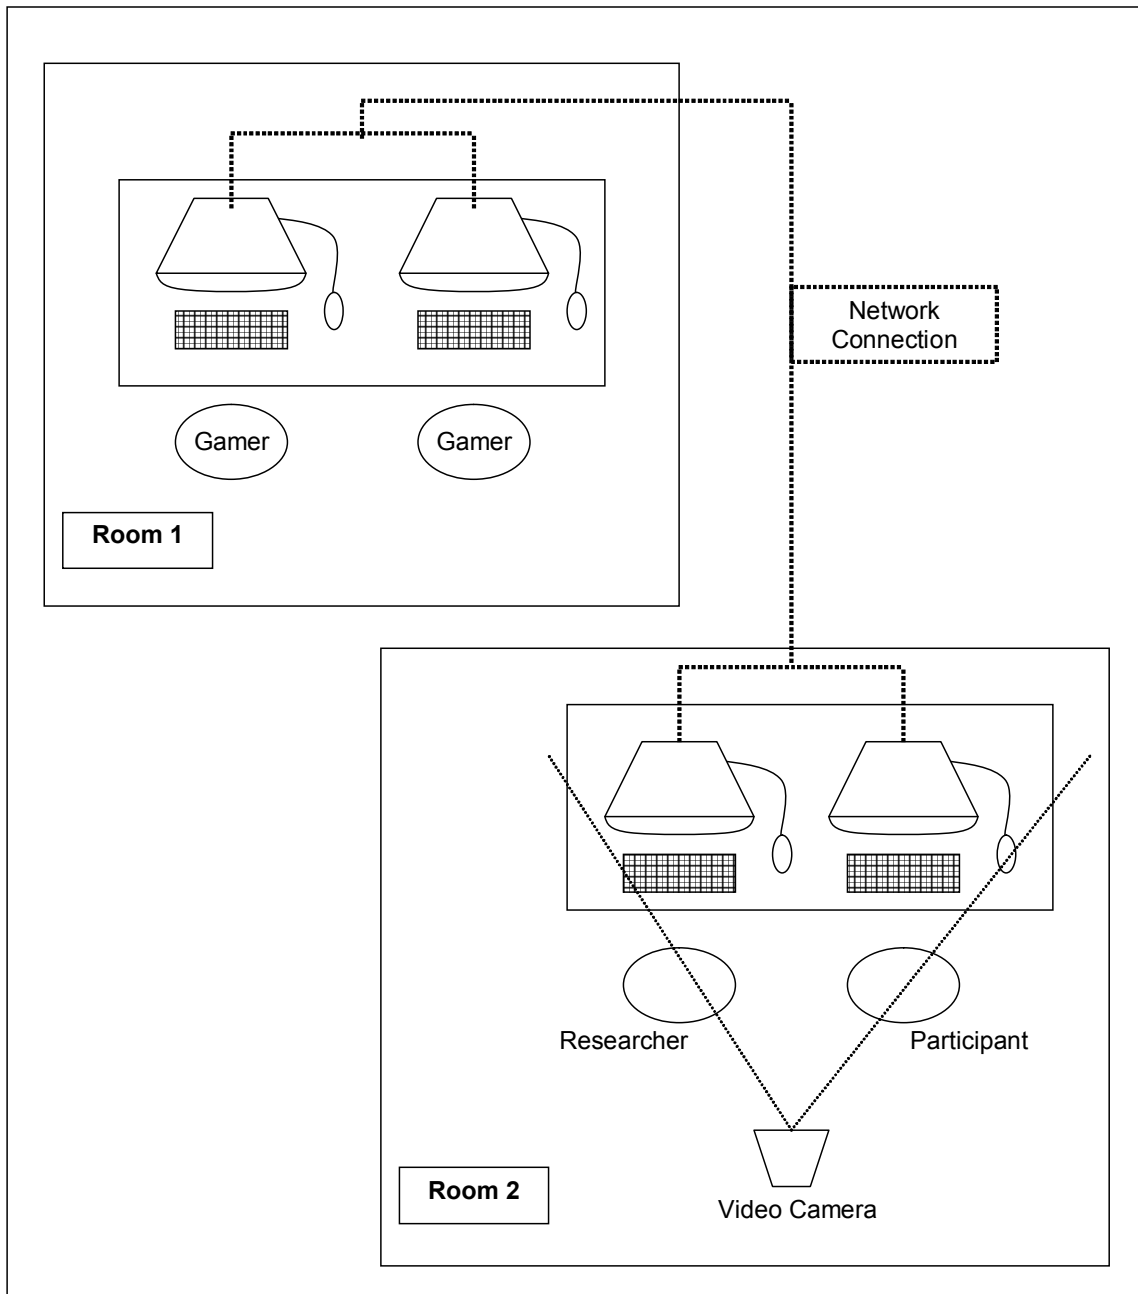 Network
Connection
Gamer
Gamer
Room 1
Researcher
Participant
Room 2
Video Camera